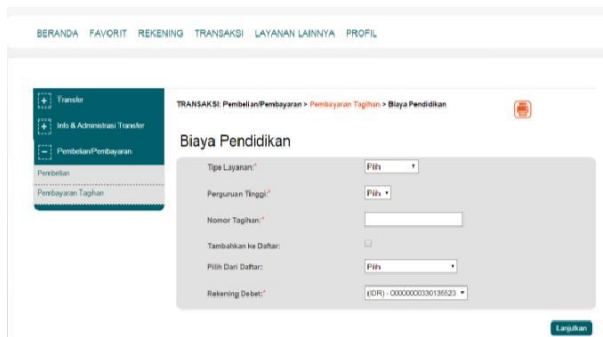 BERANDA FAVORIT REKENING TRANSAKSI LAYANAN LAINNYA PROFIL
Transfer
Info & Administrasi Transfer
Pembelian/Pembayaran
Pembelian
Pembayaran Tagihan
TRANSAKSI: Pembelian/Pembayaran > Pembayaran Tagihan > Biaya Pendidikan
Biaya Pendidikan
Tipe Layanan:* Pilih
Perguruan Tinggi:* Pilih
Nomor Tagihan:*
Tambahkan ke Daftar:
Pilih Dari Daftar: Pilih
Rekening Debet:* (IDR) -
Lanjutkan